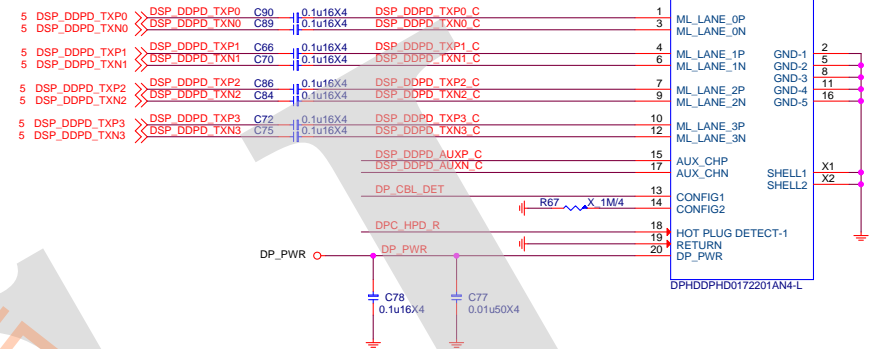 5 DSP_DDPD_TXP0 DSP_DDPD_TXP0 C90 0.1u16X4 DSP_DDPD_TXP0_C 1 ML_LANE_0P
5 DSP_DDPD_TXN0 DSP_DDPD_TXN0 C89 0.1u16X4 DSP_DDPD_TXN0_C 3 ML_LANE_0N
5 DSP_DDPD_TXP1 DSP_DDPD_TXP1 C66 0.1u16X4 DSP_DDPD_TXP1_C 4 ML_LANE_1P GND-1 2
5 DSP_DDPD_TXN1 DSP_DDPD_TXN1 C70 0.1u16X4 DSP_DDPD_TXN1_C 6 ML_LANE_1N GND-2 5
GND-3 8
5 DSP_DDPD_TXP2 DSP_DDPD_TXP2 C86 0.1u16X4 DSP_DDPD_TXP2_C 7 ML_LANE_2P GND-4 11
5 DSP_DDPD_TXN2 DSP_DDPD_TXN2 C84 0.1u16X4 DSP_DDPD_TXN2_C 9 ML_LANE_2N GND-5 16
5 DSP_DDPD_TXP3 DSP_DDPD_TXP3 C72 0.1u16X4 DSP_DDPD_TXP3_C 10 ML_LANE_3P
5 DSP_DDPD_TXN3 DSP_DDPD_TXN3 C75 0.1u16X4 DSP_DDPD_TXN3_C 12 ML_LANE_3N
DSP_DDPD_AUXP_C 15 AUX_CHP
DSP_DDPD_AUXN_C 17 AUX_CHN SHELL1 X1
SHELL2 X2
DP_CBL_DET 13 CONFIG1
R67 X_1M/4 14 CONFIG2
DPC_HPD_R 18 HOT PLUG DETECT-1
19 RETURN
DP_PWR DP_PWR 20 DP_PWR
DPHDDPHD0172201AN4-L
C78 C77
0.1u16X4 0.01u50X4